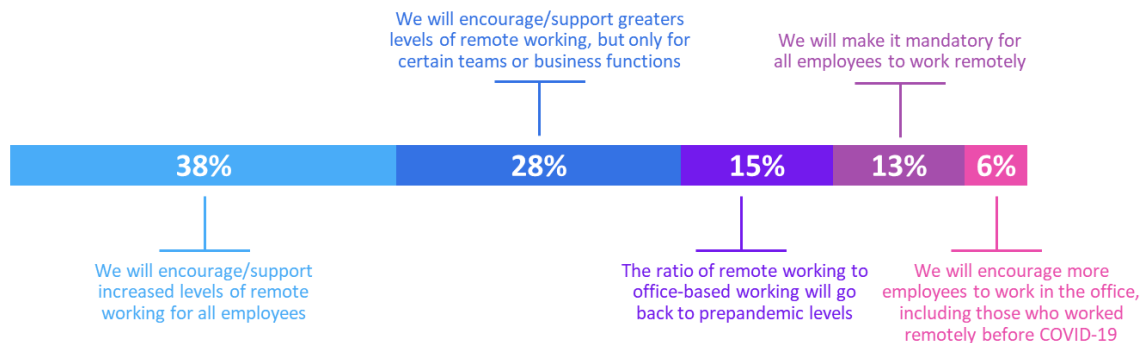 We will encourage/support greaters
levels of remote working, but only for
certain teams or business functions
We will make it mandatory for
all employees to work remotely
38%
28%
15%
13%
6%
We will encourage/support
increased levels of remote
working for all employees
The ratio of remote working to
office-based working will go
back to prepandemic levels
We will encourage more
employees to work in the office,
including those who worked
remotely before COVID-19